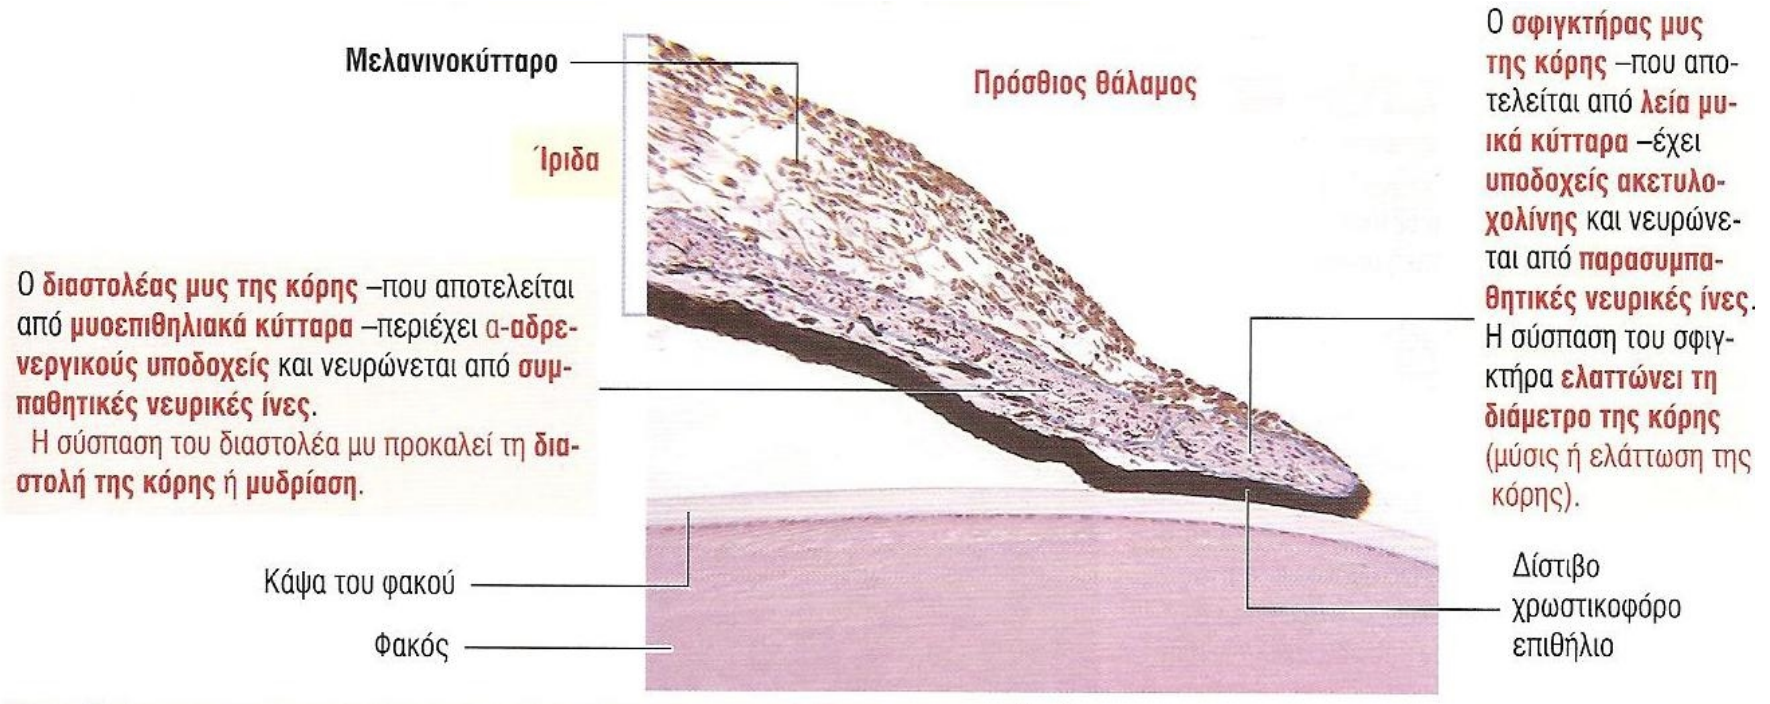 Μελανινοκύτταρο
Ίριδα
Πρόσθιος θάλαμος
Ο διαστολέας μυς της κόρης –που αποτελείται
από μυοεπιθηλιακά κύτταρα –περιέχει α-αδρε-
νεργικούς υποδοχείς και νευρώνεται από συμ-
παθητικές νευρικές ίνες.
Η σύσπαση του διαστολέα μυ προκαλεί τη δια-
στολή της κόρης ή μυδρίαση.
Κάψα του φακού
Φακός
Ο σφιγκτήρας μυς
της κόρης –που απο-
τελείται από λεία μυ-
ικά κύτταρα –έχει
υποδοχείς ακετυλο-
χολίνης και νευρώνε-
ται από παρασυμπα-
θητικές νευρικές ίνες.
Η σύσπαση του σφιγ-
κτήρα ελαττώνει τη
διάμετρο της κόρης
(μύσις ή ελάττωση της
κόρης).
Δίστιβο
χρωστικοφόρο
επιθήλιο